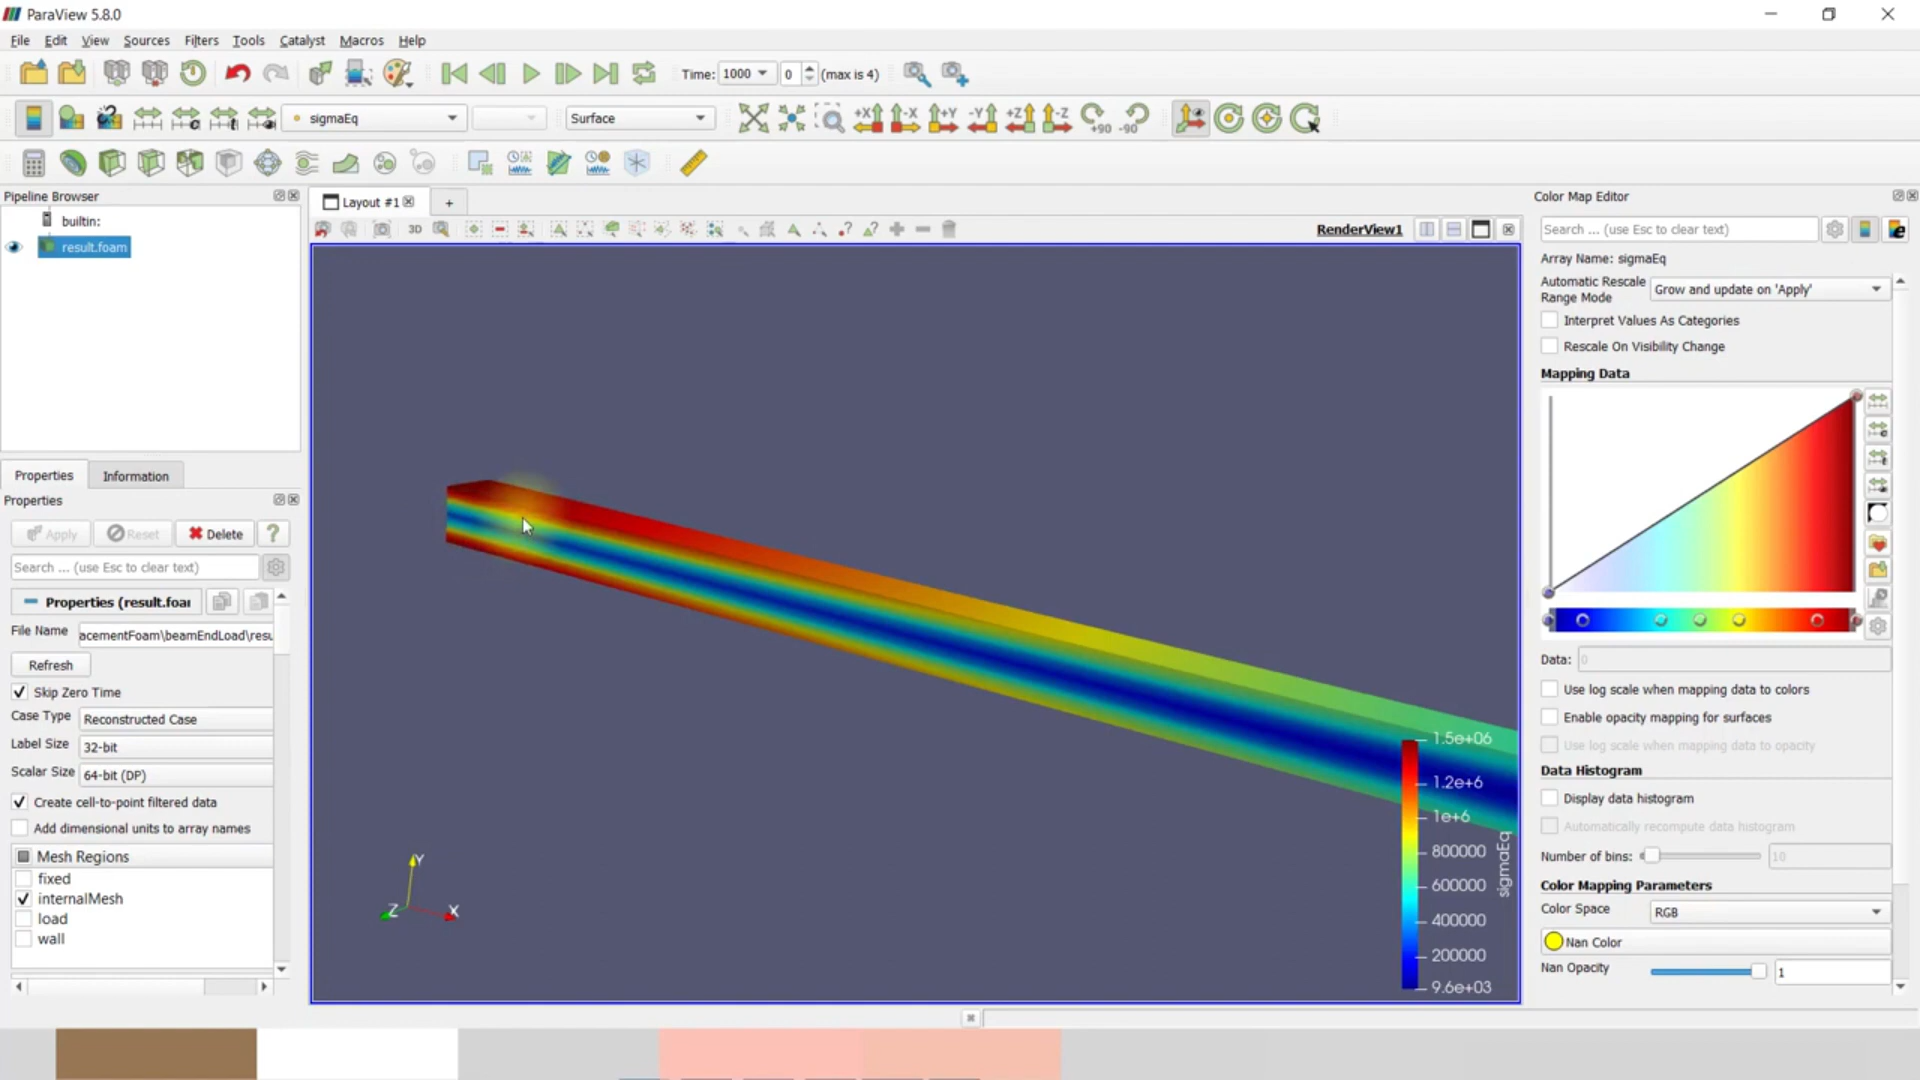 ParaView 5.8.0
File Edit View Sources Filters Tools Catalyst Macros Help
Time: 1000 0 (max is 4)
sigmaEq Surface +X -X +Y -Y +Z -Z +90 -90
Pipeline Browser
builtin:
result.foam
Properties Information
Properties
Apply Reset Delete ?
Search ... (use Esc to clear text)
Properties (result.foar
File Name acementFoam\beamEndLoad\resu
Refresh
Skip Zero Time
Case Type Reconstructed Case
Label Size 32-bit
Scalar Size 64-bit (DP)
Create cell-to-point filtered data
Add dimensional units to array names
Mesh Regions
fixed
internalMesh
load
wall
Layout #1 +
3D RenderView1
Y
Z X
1.5e+06
1.2e+6
1e+6
800000
600000
400000
200000
9.6e+03
sigmaEq
Color Map Editor
Search ... (use Esc to clear text)
Array Name: sigmaEq
Automatic Rescale
Range Mode Grow and update on 'Apply'
Interpret Values As Categories
Rescale On Visibility Change
Mapping Data
Data: 0
Use log scale when mapping data to colors
Enable opacity mapping for surfaces
Use log scale when mapping data to opacity
Data Histogram
Display data histogram
Automatically recompute data histogram
Number of bins: 10
Color Mapping Parameters
Color Space RGB
Nan Color
Nan Opacity 1